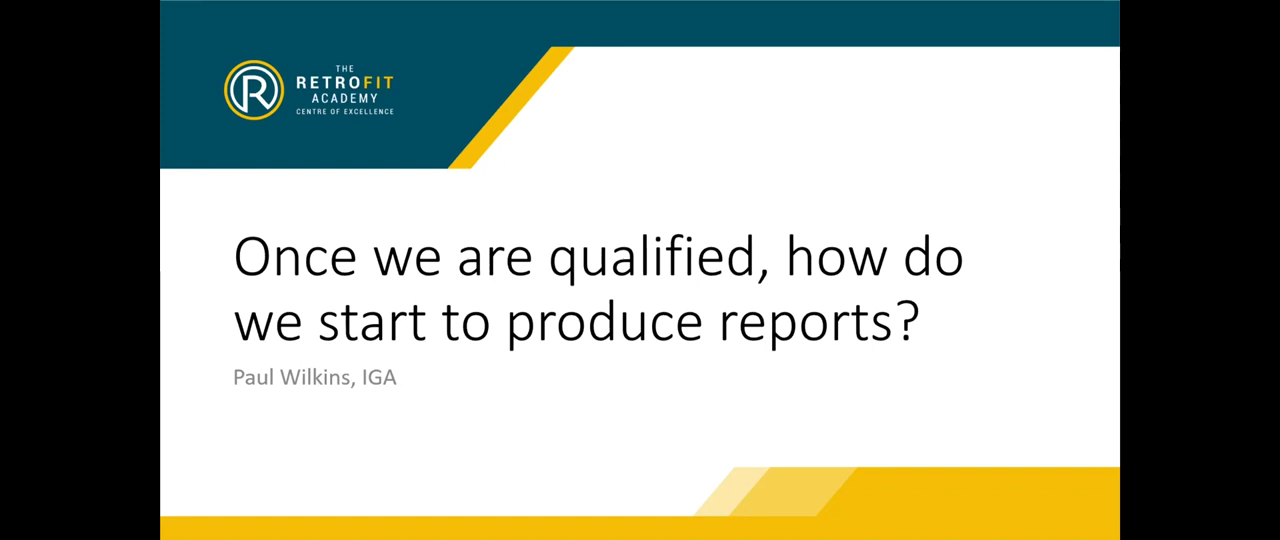 THE
RETROFIT
ACADEMY
CENTRE OF EXCELLENCE
Once we are qualified, how do
we start to produce reports?
Paul Wilkins, IGA